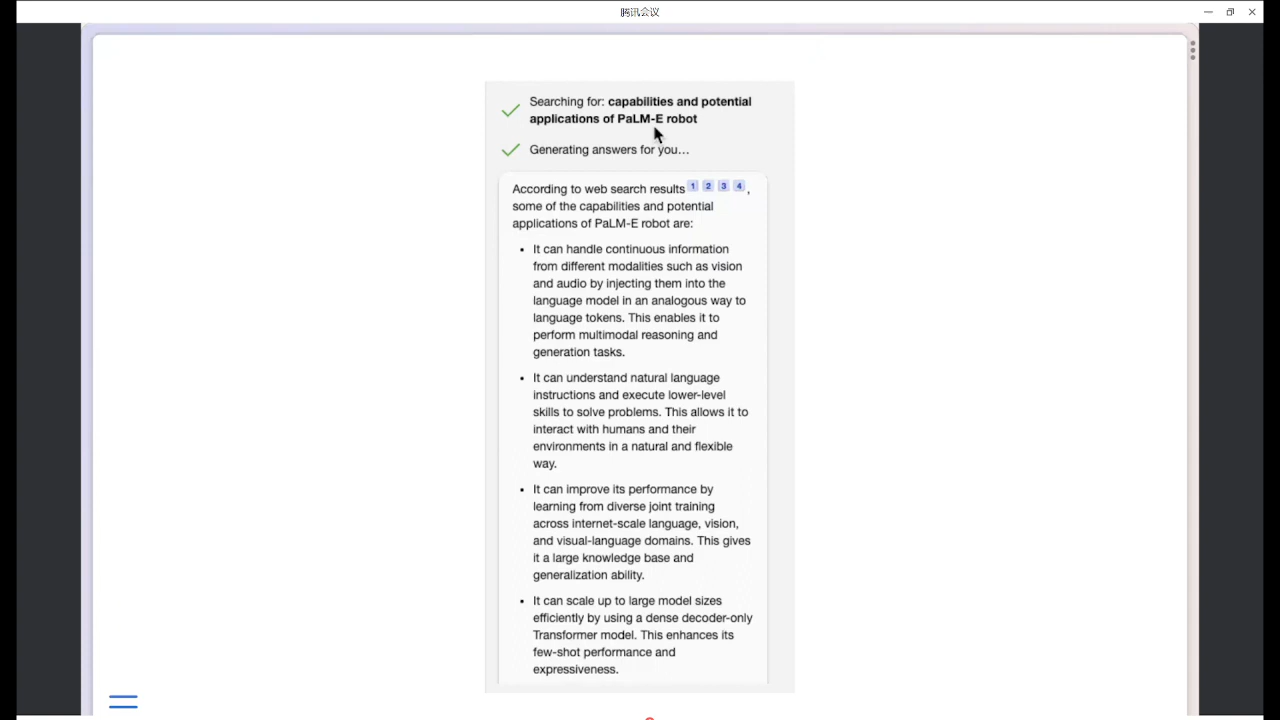 腾讯会议
Searching for: capabilities and potential
applications of PaLM-E robot
Generating answers for you...
According to web search results 1 2 3 4 ,
some of the capabilities and potential
applications of PaLM-E robot are:
• It can handle continuous information
from different modalities such as vision
and audio by injecting them into the
language model in an analogous way to
language tokens. This enables it to
perform multimodal reasoning and
generation tasks.
• It can understand natural language
instructions and execute lower-level
skills to solve problems. This allows it to
interact with humans and their
environments in a natural and flexible
way.
• It can improve its performance by
learning from diverse joint training
across internet-scale language, vision,
and visual-language domains. This gives
it a large knowledge base and
generalization ability.
• It can scale up to large model sizes
efficiently by using a dense decoder-only
Transformer model. This enhances its
few-shot performance and
expressiveness.